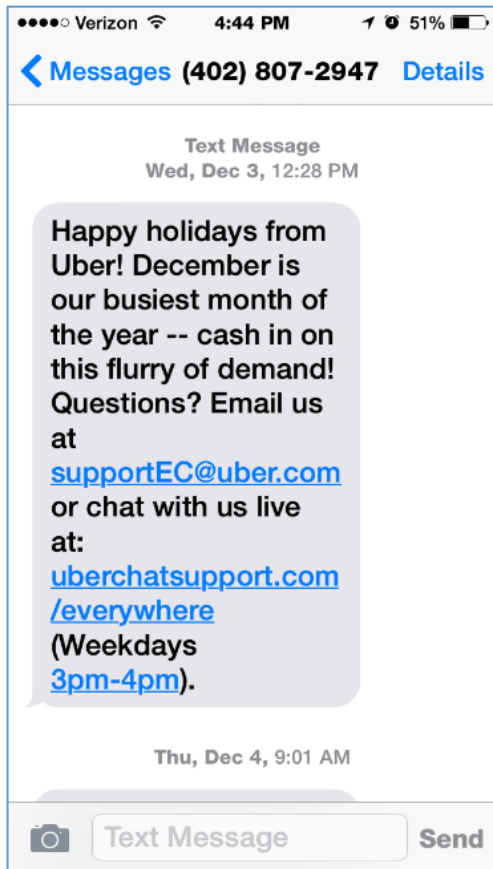 Verizon 4:44 PM 51%
Messages (402) 807-2947 Details
Text Message
Wed, Dec 3, 12:28 PM
Happy holidays from
Uber! December is
our busiest month of
the year -- cash in on
this flurry of demand!
Questions? Email us
at
supportEC@uber.com
or chat with us live
at:
uberchatsupport.com
/everywhere
(Weekdays
3pm-4pm).
Thu, Dec 4, 9:01 AM
Text Message Send